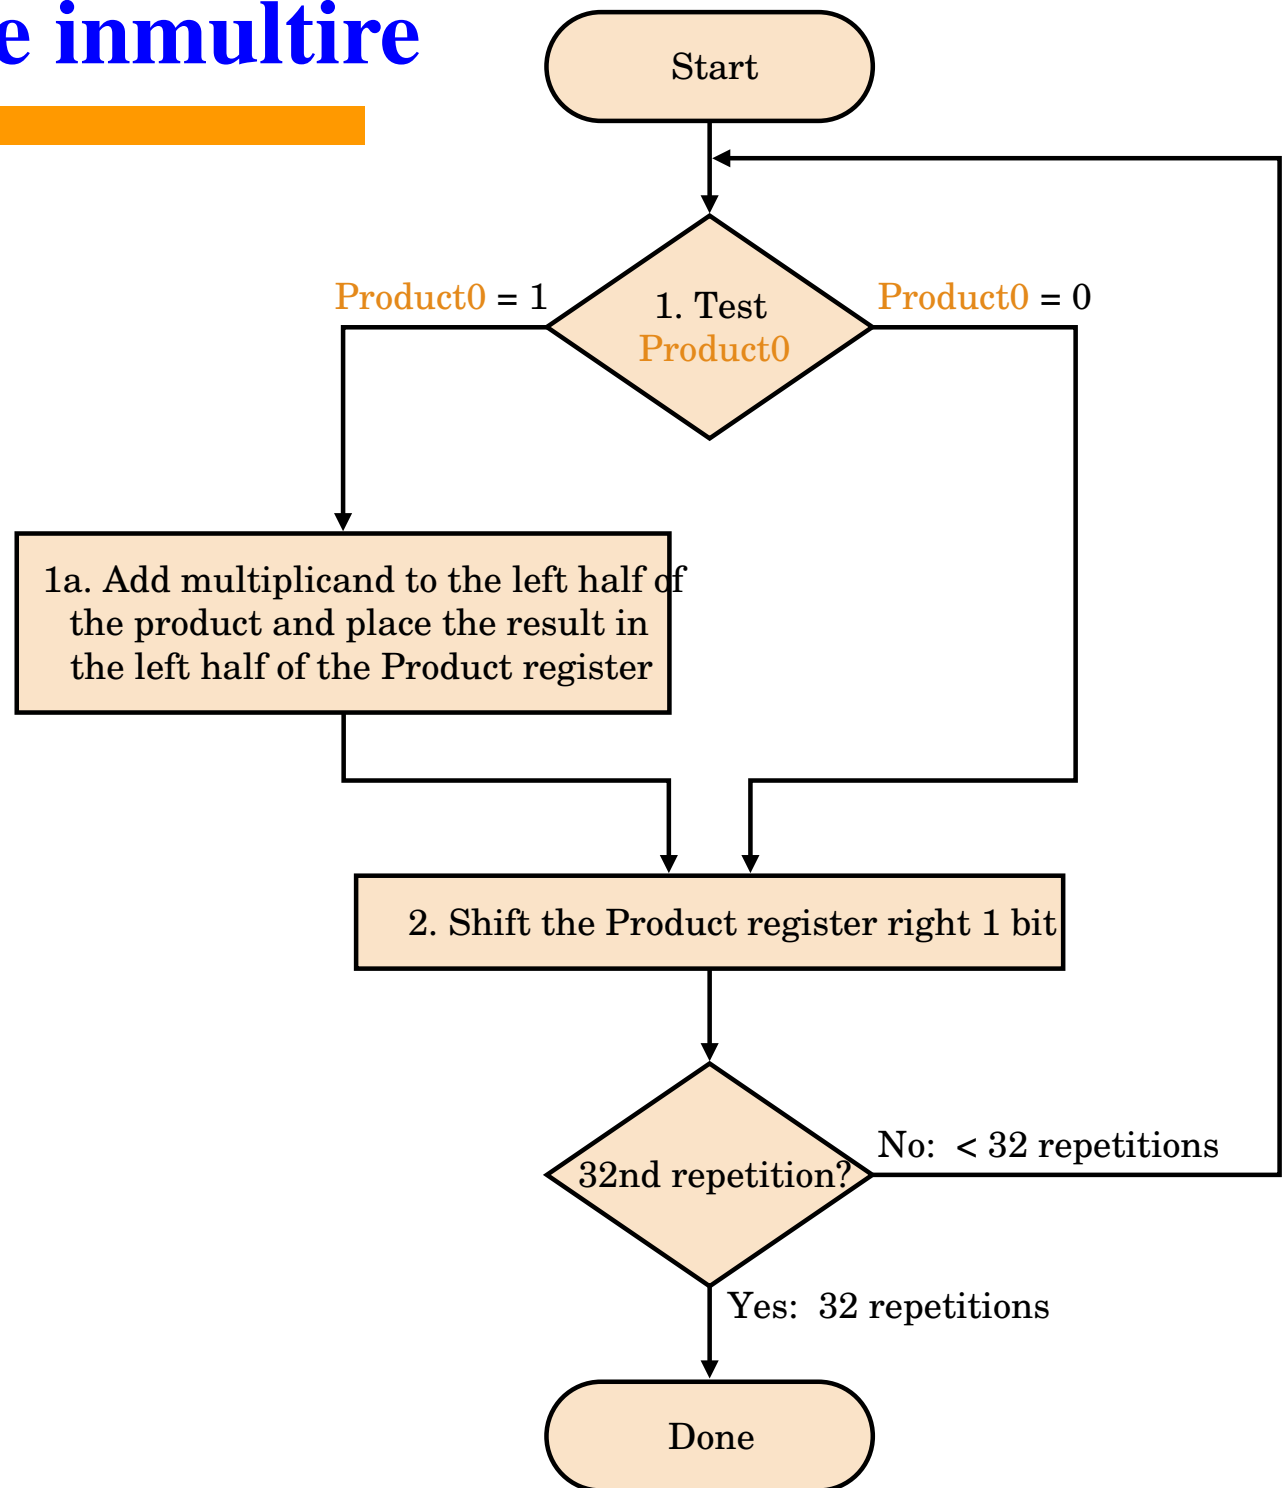 e inmultire
Start
Product0 = 1
1. Test
Product0
Product0 = 0
1a. Add multiplicand to the left half of
the product and place the result in
the left half of the Product register
2. Shift the Product register right 1 bit
32nd repetition?
No:  < 32 repetitions
Yes:  32 repetitions
Done